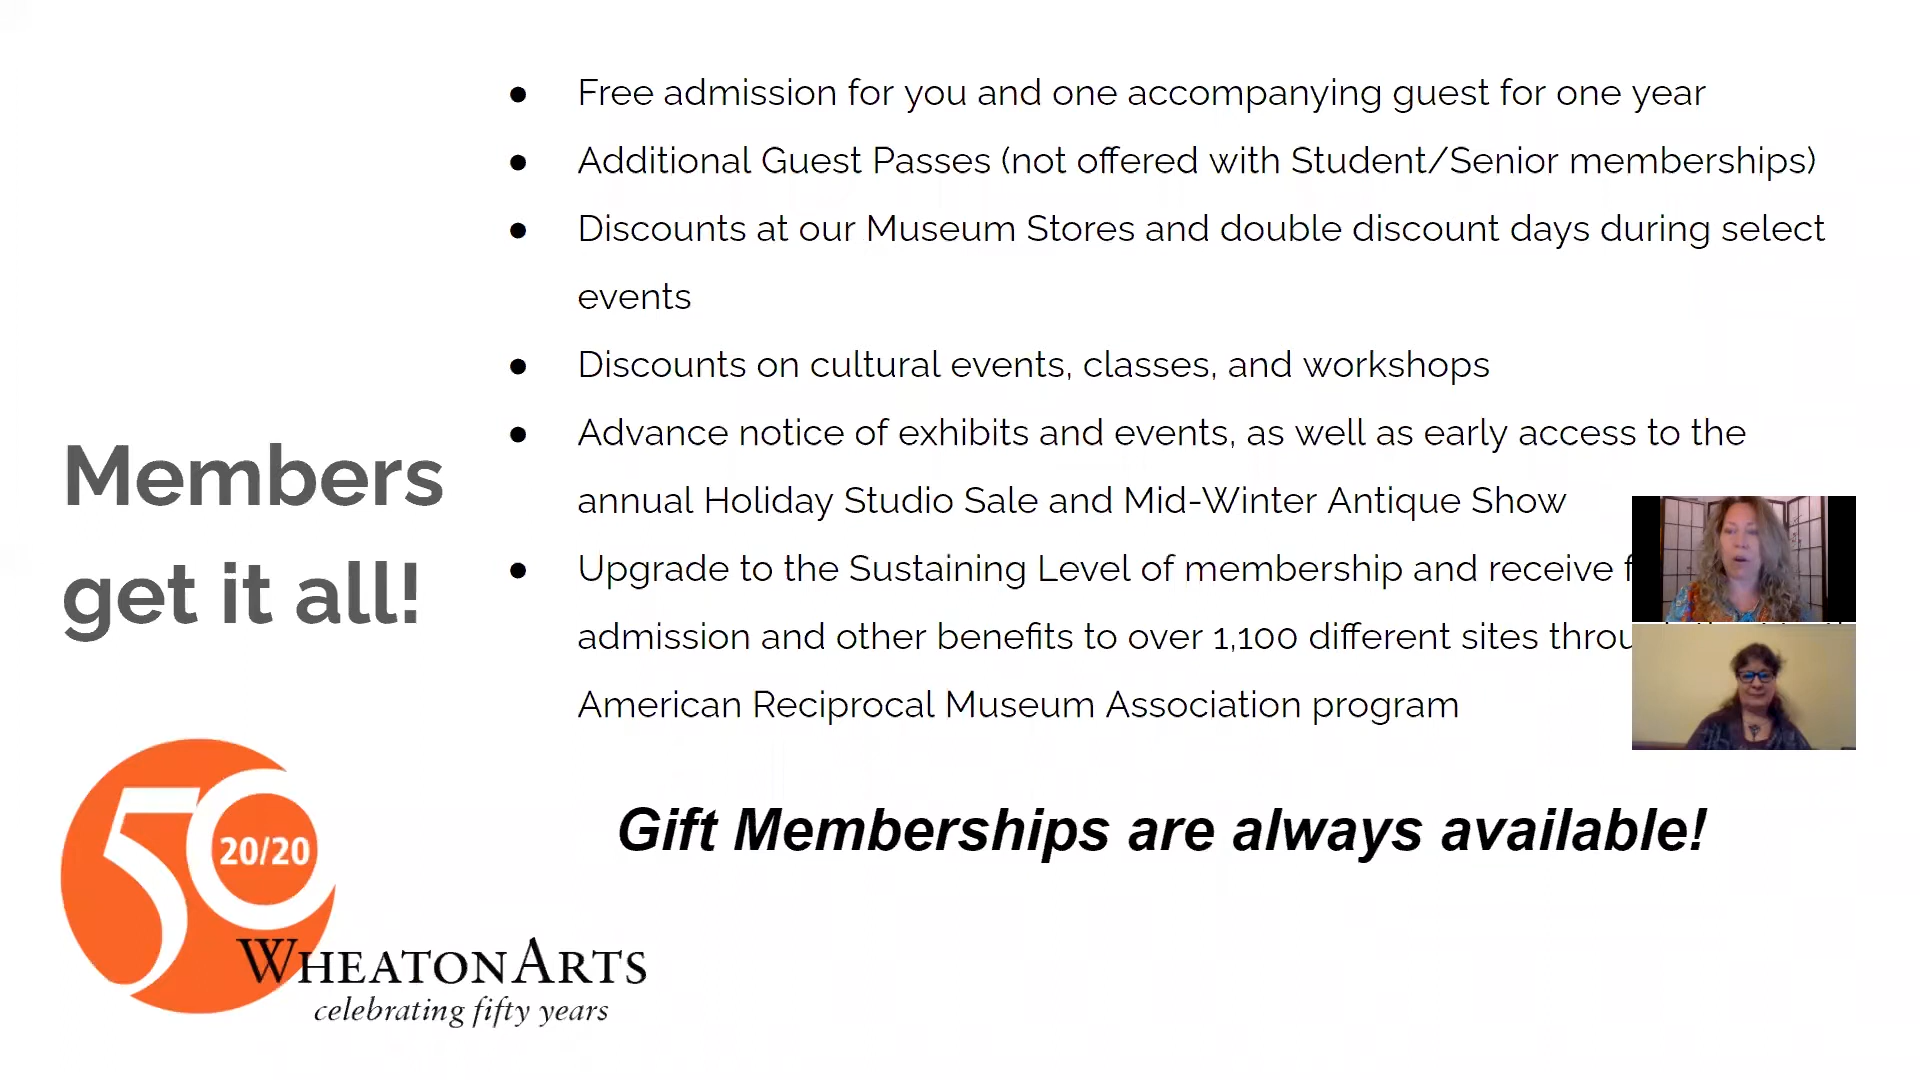 Free admission for you and one accompanying guest for one year
Additional Guest Passes (not offered with Student/Senior memberships)
Discounts at our Museum Stores and double discount days during select
events
Discounts on cultural events, classes, and workshops
Advance notice of exhibits and events, as well as early access to the
annual Holiday Studio Sale and Mid-Winter Antique Show
Upgrade to the Sustaining Level of membership and receive
admission and other benefits to over 1,100 different sites
American Reciprocal Museum Association program
Members
get it all!
Gift Memberships are always available!
50
20/20
WHEATONARTS
celebrating fifty years